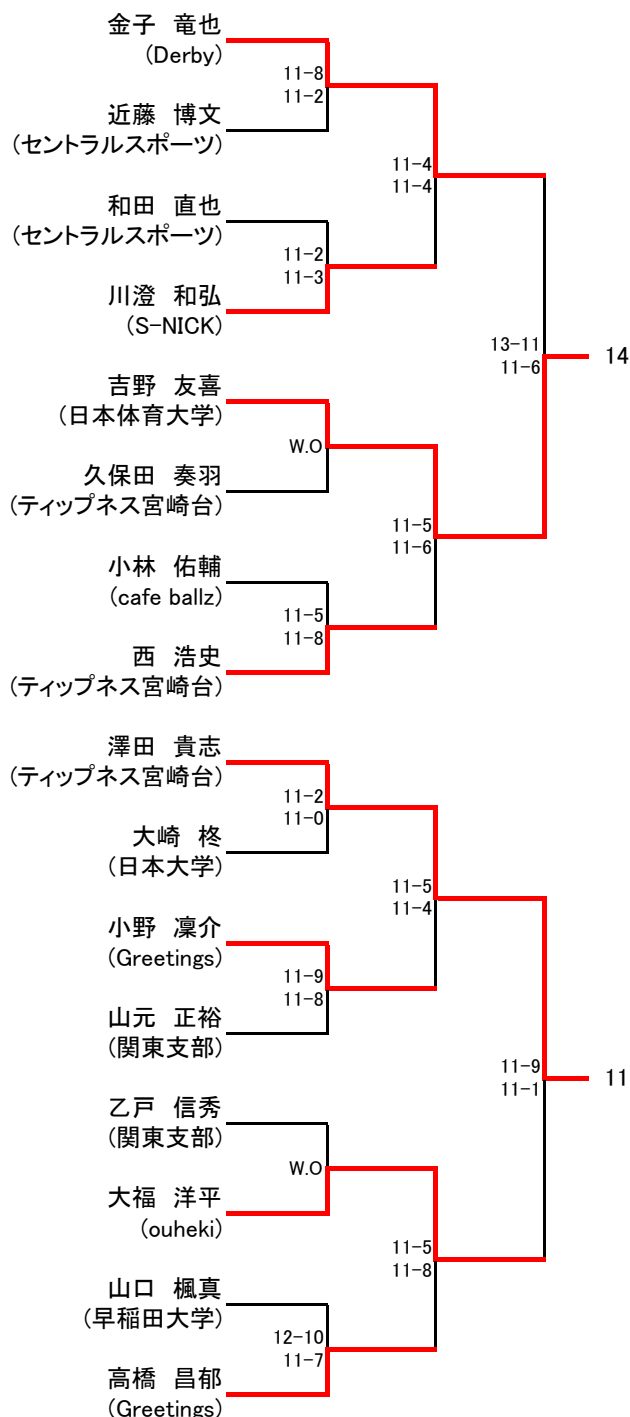 金子 竜也
(Derby)
11-8
11-2
近藤 博文
(セントラルスポーツ)
11-4
11-4
和田 直也
(セントラルスポーツ)
11-2
11-3
川澄 和弘
(S-NICK)
13-11
11-6
14
吉野 友喜
(日本体育大学)
W.O
久保田 奏羽
(ティップネス宮崎台)
11-5
11-6
小林 佑輔
(cafe ballz)
11-5
11-8
西 浩史
(ティップネス宮崎台)
澤田 貴志
(ティップネス宮崎台)
11-2
11-0
大崎 柊
(日本大学)
11-5
11-4
小野 凜介
(Greetings)
11-9
11-8
山元 正裕
(関東支部)
11-9
11-1
11
乙戸 信秀
(関東支部)
W.O
大福 洋平
(ouheki)
11-5
11-8
山口 楓真
(早稲田大学)
12-10
11-7
高橋 昌郁
(Greetings)